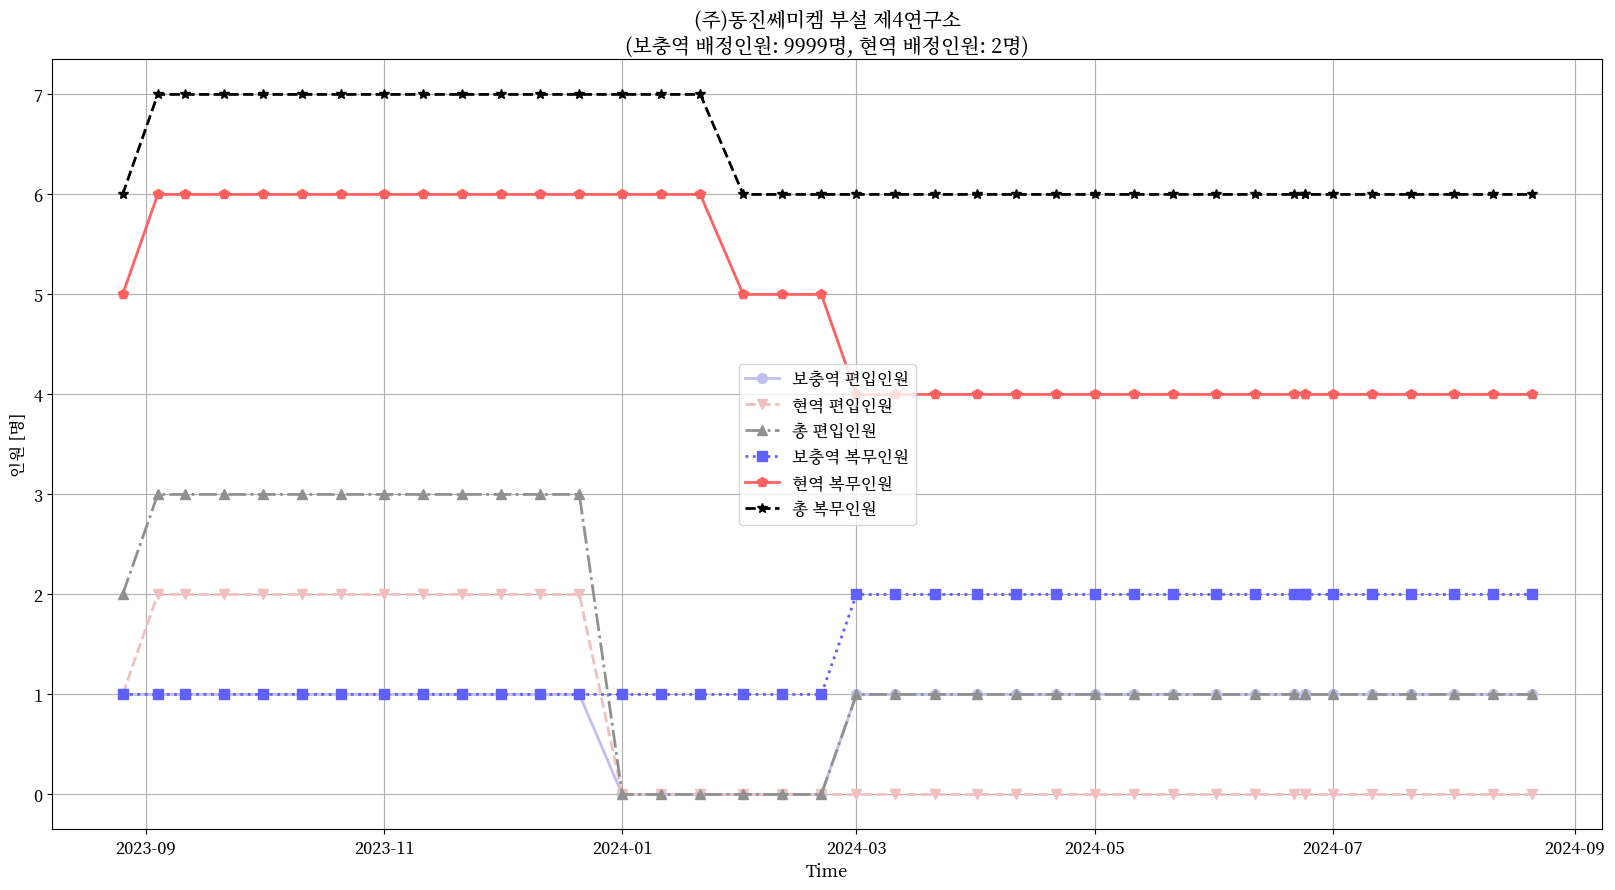 (주)동진쎄미켐 부설 제4연구소
(보충역 배정인원: 9999명, 현역 배정인원: 2명)
7
6
5
4
3
2
1
0
인원 [명]
보충역 편입인원
현역 편입인원
총 편입인원
보충역 복무인원
현역 복무인원
총 복무인원
2023-09 2023-11 2024-01 2024-03 2024-05 2024-07 2024-09
Time